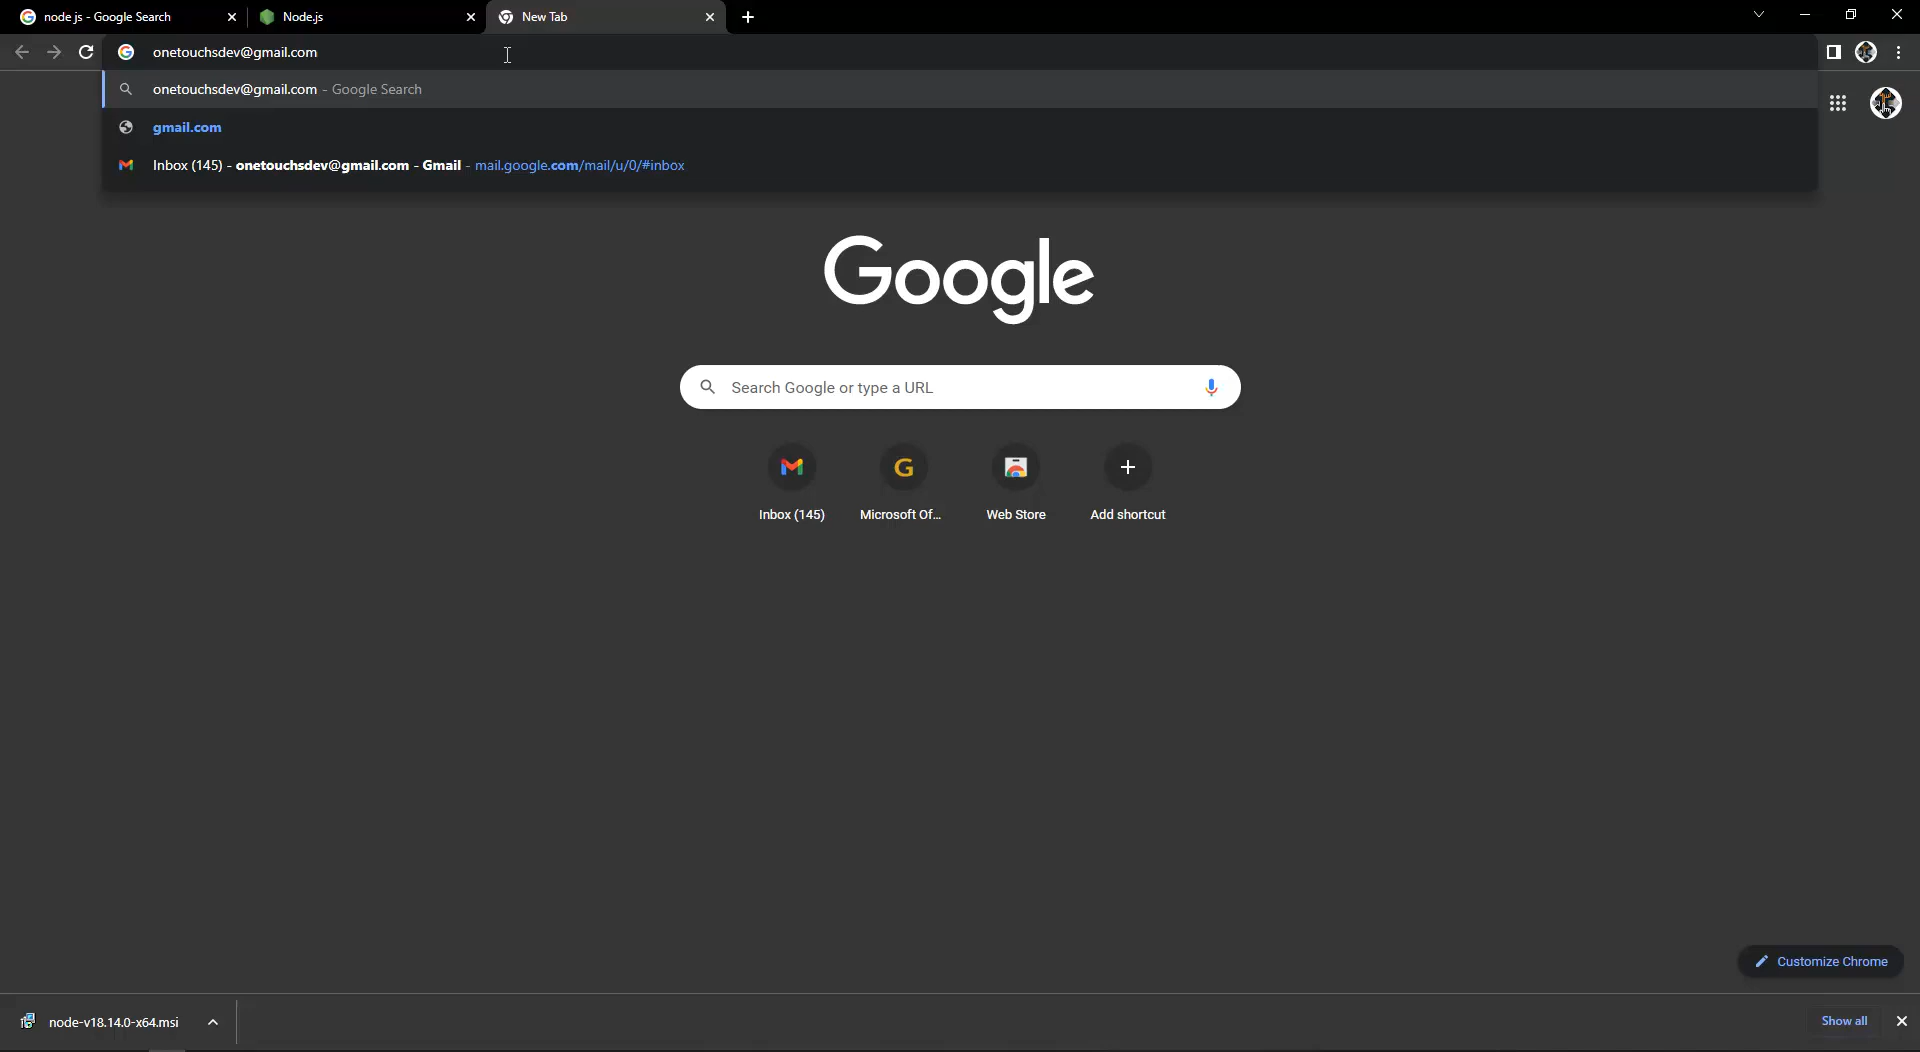 node js - Google Search
Node.js
New Tab
onetouchsdev@gmail.com
onetouchsdev@gmail.com - Google Search
gmail.com
Inbox (145) - onetouchsdev@gmail.com - Gmail - mail.google.com/mail/u/0/#inbox
Google
Search Google or type a URL
Inbox (145)
Microsoft Of...
Web Store
Add shortcut
Customize Chrome
node-v18.14.0-x64.msi
Show all